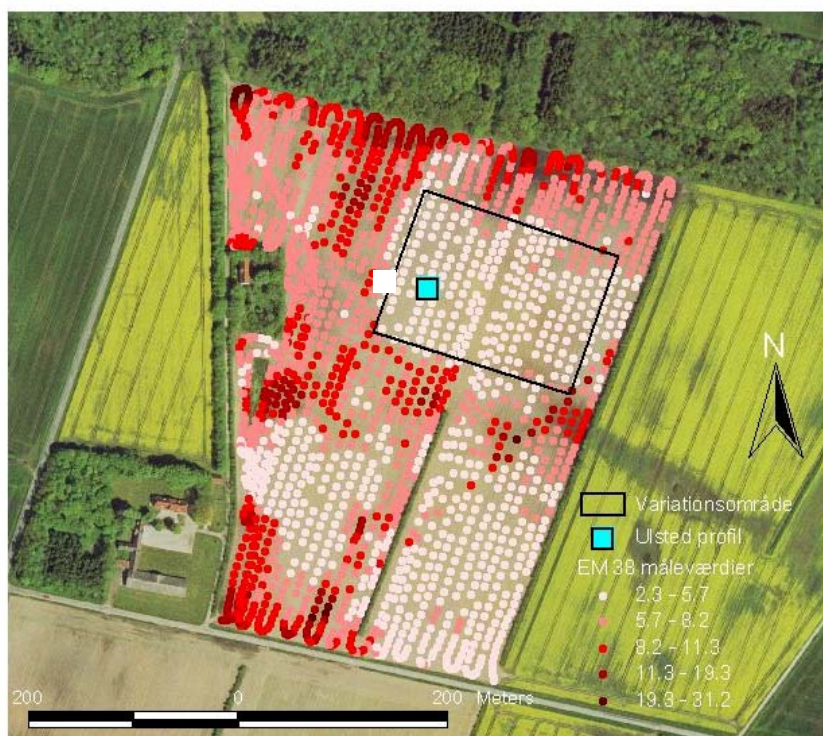 N
Variationsområde
Ulsted profil
EM 38 måleværdier
2.3 - 5.7
5.7 - 8.2
8.2 - 11.3
11.3 - 19.3
19.3 - 31.2
200 0 200 Meters